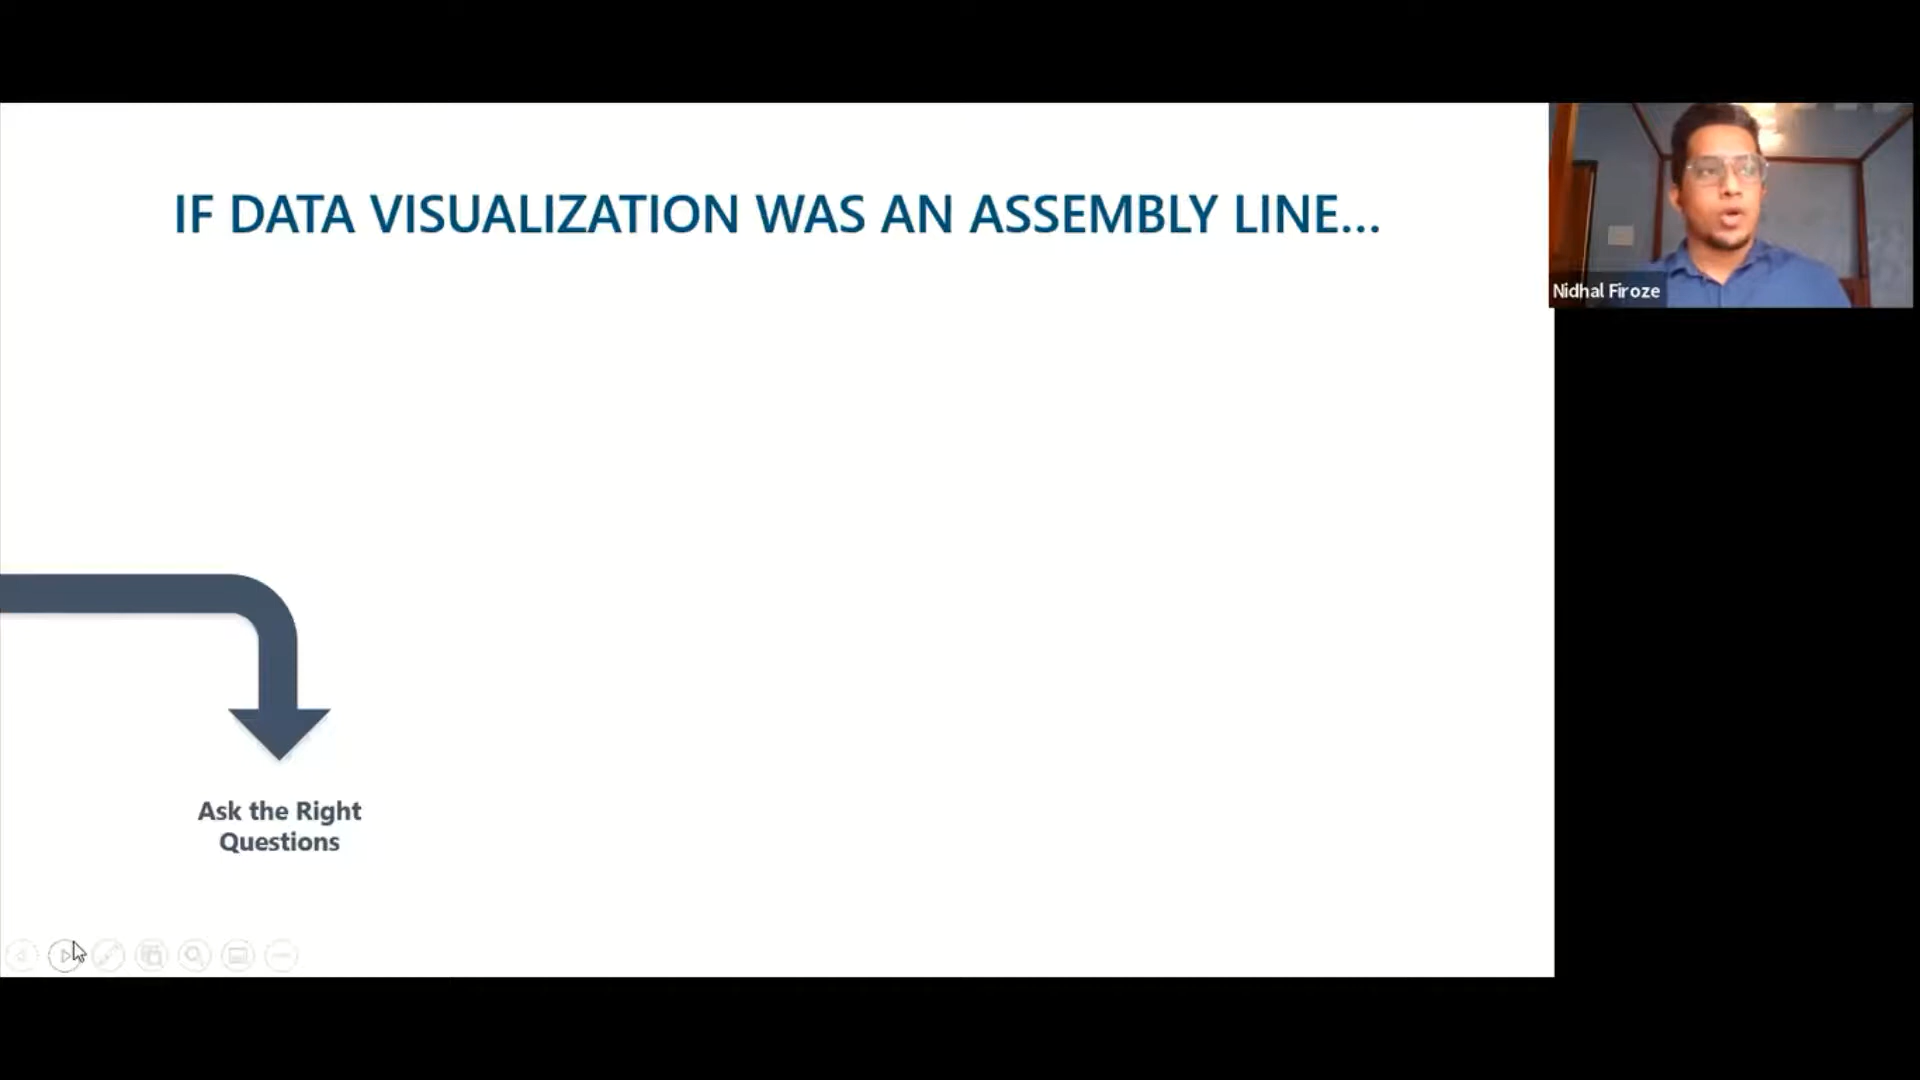 IF DATA VISUALIZATION WAS AN ASSEMBLY LINE...
Nidhal Firoze
Ask the Right
Questions